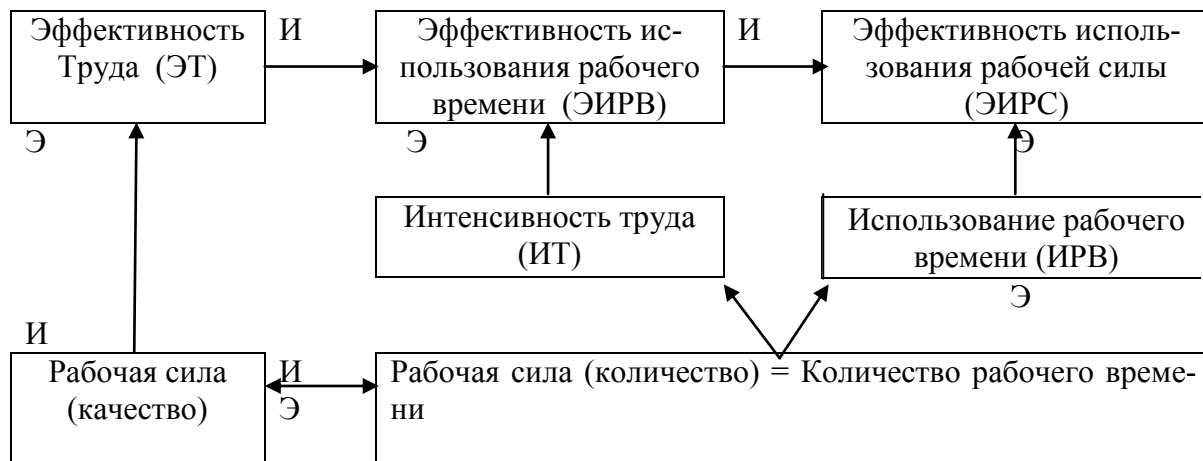 Эффективность
Труда (ЭТ)
И
Эффективность ис-
пользования рабочего
времени (ЭИРВ)
И
Эффективность исполь-
зования рабочей силы
(ЭИРС)
Э
Э
Э
Интенсивность труда
(ИТ)
Использование рабочего
времени (ИРВ)
Э
И
Рабочая сила
(качество)
И
Э
Рабочая сила (количество) = Количество рабочего време-
ни